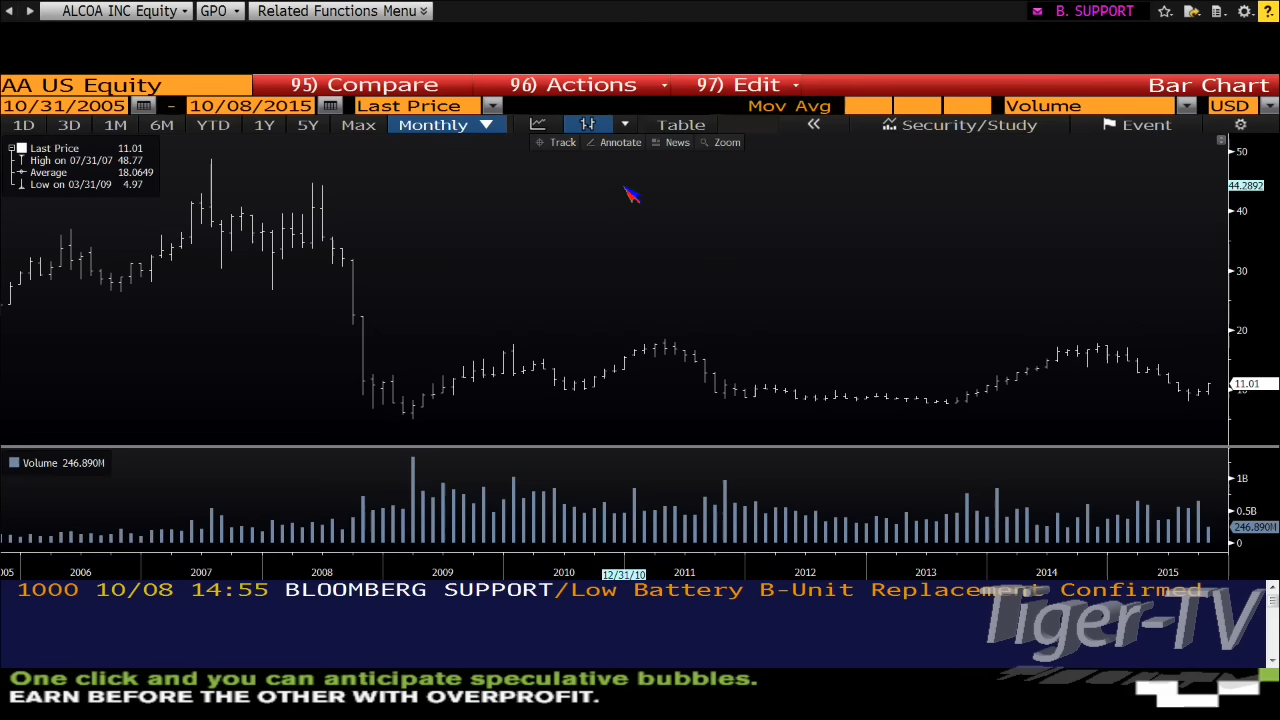 ALCOA INC Equity GPO Related Functions Menu B. SUPPORT ?
AA US Equity 95) Compare 96) Actions 97) Edit Bar Chart
10/31/2005 - 10/08/2015 Last Price Mov Avg Volume USD
1D 3D 1M 6M YTD 1Y 5Y Max Monthly Table Security/Study Event
Track Annotate News Zoom
Last Price 11.01
High on 07/31/07 48.77
Average 18.0649
Low on 03/31/09 4.97
50
44.2892
40
30
20
11.01
10
Volume 246.890M
1B
0.5B
246.890M
0
005 2006 2007 2008 2009 2010 12/31/10 2011 2012 2013 2014 2015
1000 10/08 14:55 BLOOMBERG SUPPORT/Low Battery B-Unit Replacement Confirmed
Tiger-TV
One click and you can anticipate speculative bubbles.
EARN BEFORE THE OTHER WITH OVERPROFIT.